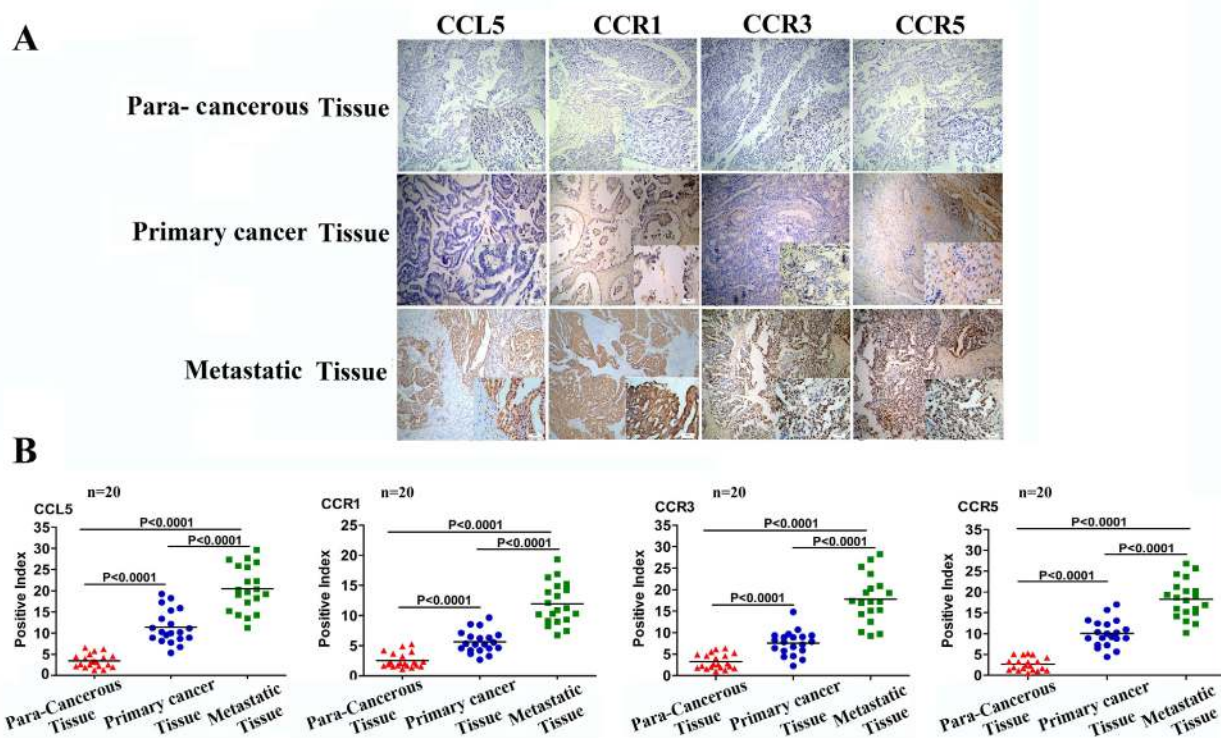 A
CCL5 CCR1 CCR3 CCR5
Para- cancerous Tissue
Primary cancer Tissue
Metastatic Tissue
B
CCL5
n=20
Positive Index
35
30
25
20
15
10
5
0
P<0.0001
P<0.0001
P<0.0001
Para-Cancerous Tissue
Primary cancer Tissue
Metastatic Tissue
CCR1
n=20
Positive Index
25
20
15
10
5
0
P<0.0001
P<0.0001
P<0.0001
Para-Cancerous Tissue
Primary cancer Tissue
Metastatic Tissue
CCR3
n=20
Positive Index
35
30
25
20
15
10
5
0
P<0.0001
P<0.0001
P<0.0001
Para-Cancerous Tissue
Primary cancer Tissue
Metastatic Tissue
CCR5
n=20
Positive Index
35
30
25
20
15
10
5
0
P<0.0001
P<0.0001
P<0.0001
Para-Cancerous Tissue
Primary cancer Tissue
Metastatic Tissue